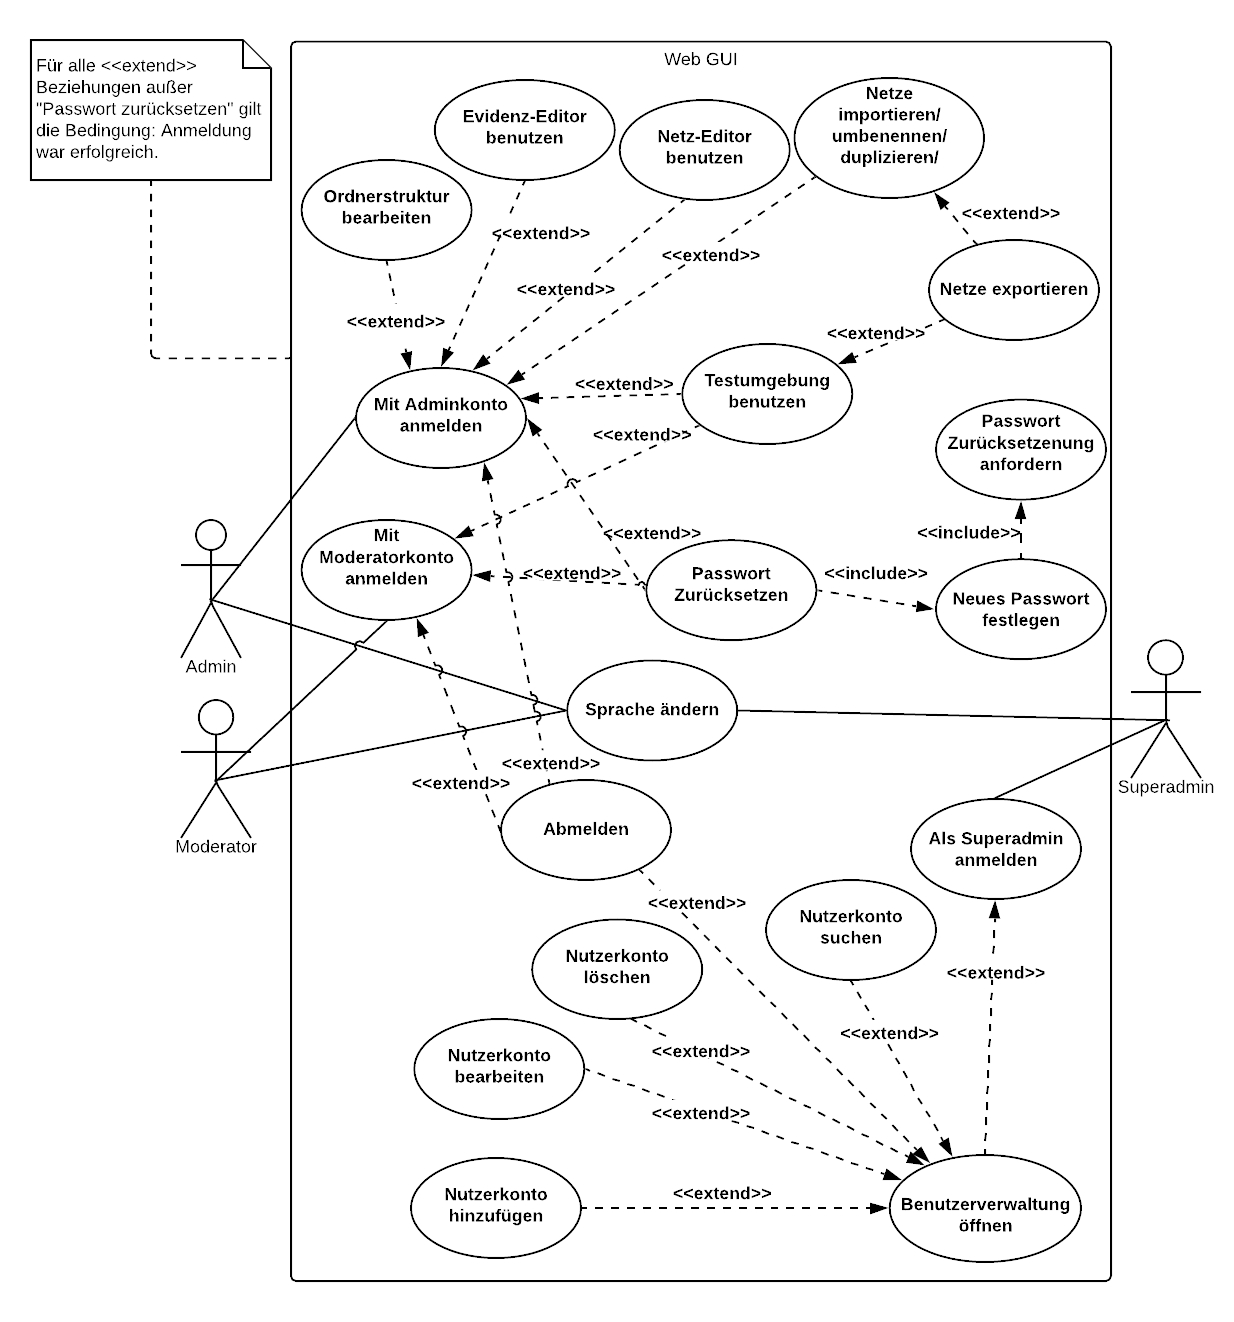 Für alle <<extend>>
Beziehungen außer
"Passwort zurücksetzen" gilt
die Bedingung: Anmeldung
war erfolgreich.
Web GUI
Evidenz-Editor
benutzen
Netz-Editor
benutzen
Netze
importieren/
umbenennen/
duplizieren/
Ordnerstruktur
bearbeiten
<<extend>>
<<extend>>
<<extend>>
<<extend>>
<<extend>>
Netze exportieren
<<extend>>
Mit Adminkonto
anmelden
<<extend>>
Testumgebung
benutzen
<<extend>>
Passwort
Zurücksetzenung
anfordern
Mit
Moderatorkonto
anmelden
<<extend>>
<<extend>>
Passwort
Zurücksetzen
<<include>>
<<include>>
Neues Passwort
festlegen
Admin
Sprache ändern
Superadmin
Moderator
<<extend>>
<<extend>>
Abmelden
Als Superadmin
anmelden
<<extend>>
Nutzerkonto
suchen
Nutzerkonto
löschen
<<extend>>
<<extend>>
<<extend>>
Nutzerkonto
bearbeiten
<<extend>>
Nutzerkonto
hinzufügen
<<extend>>
Benutzerverwaltung
öffnen